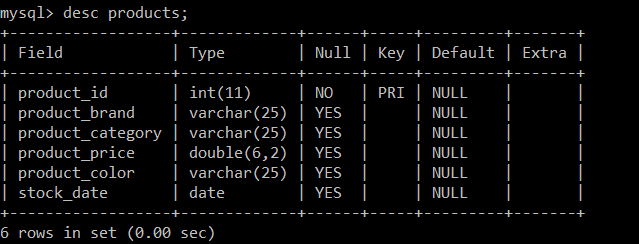 mysql> desc products;
+------------------+-------------+------+-----+---------+-------+
| Field            | Type        | Null | Key | Default | Extra |
+------------------+-------------+------+-----+---------+-------+
| product_id       | int(11)     | NO   | PRI | NULL    |       |
| product_brand    | varchar(25) | YES  |     | NULL    |       |
| product_category | varchar(25) | YES  |     | NULL    |       |
| product_price    | double(6,2) | YES  |     | NULL    |       |
| product_color    | varchar(25) | YES  |     | NULL    |       |
| stock_date       | date        | YES  |     | NULL    |       |
+------------------+-------------+------+-----+---------+-------+
6 rows in set (0.00 sec)